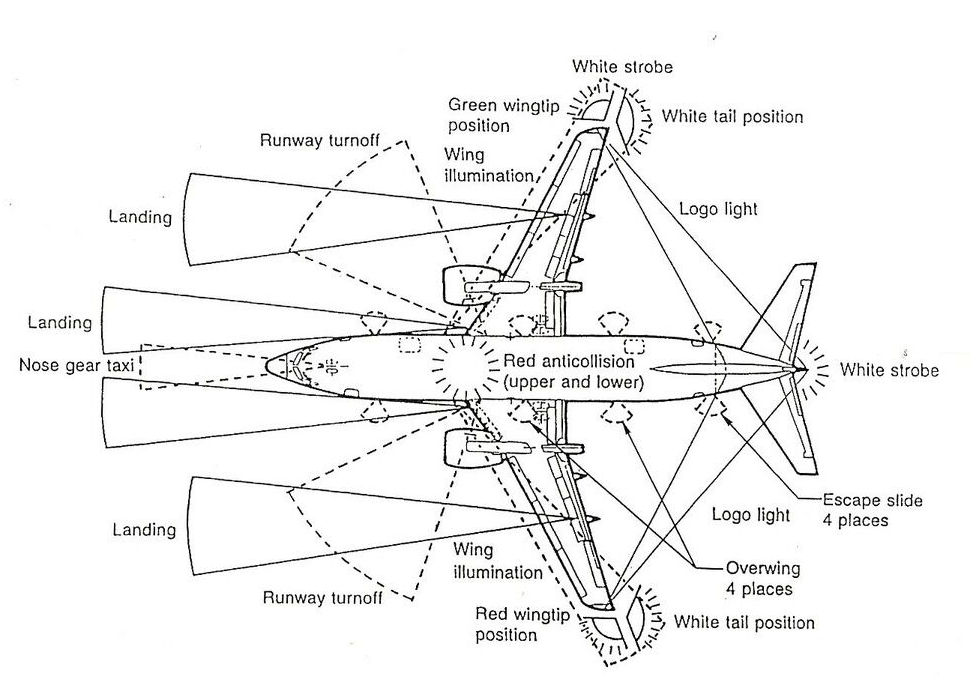 White strobe
Green wingtip
position
White tail position
Runway turnoff
Wing
illumination
Landing
Logo light
Landing
Nose gear taxi
Red anticollision
(upper and lower)
White strobe
Escape slide
4 places
Logo light
Landing
Wing
illumination
Overwing
4 places
Runway turnoff
Red wingtip
position
White tail position